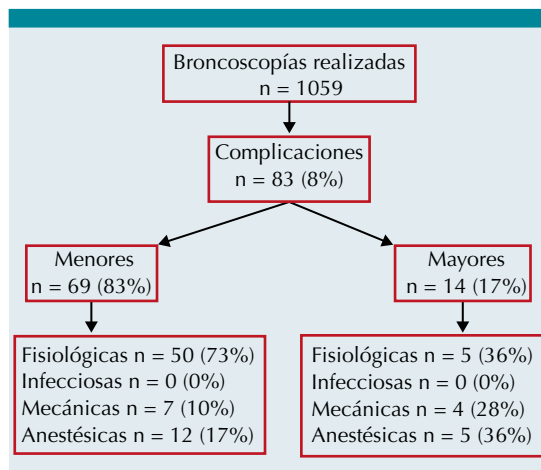 Broncoscopías realizadas
n = 1059
Complicaciones
n = 83 (8%)
Menores
n = 69 (83%)
Mayores
n = 14 (17%)
Fisiológicas n = 50 (73%)
Infecciosas n = 0 (0%)
Mecánicas n = 7 (10%)
Anestésicas n = 12 (17%)
Fisiológicas n = 5 (36%)
Infecciosas n = 0 (0%)
Mecánicas n = 4 (28%)
Anestésicas n = 5 (36%)